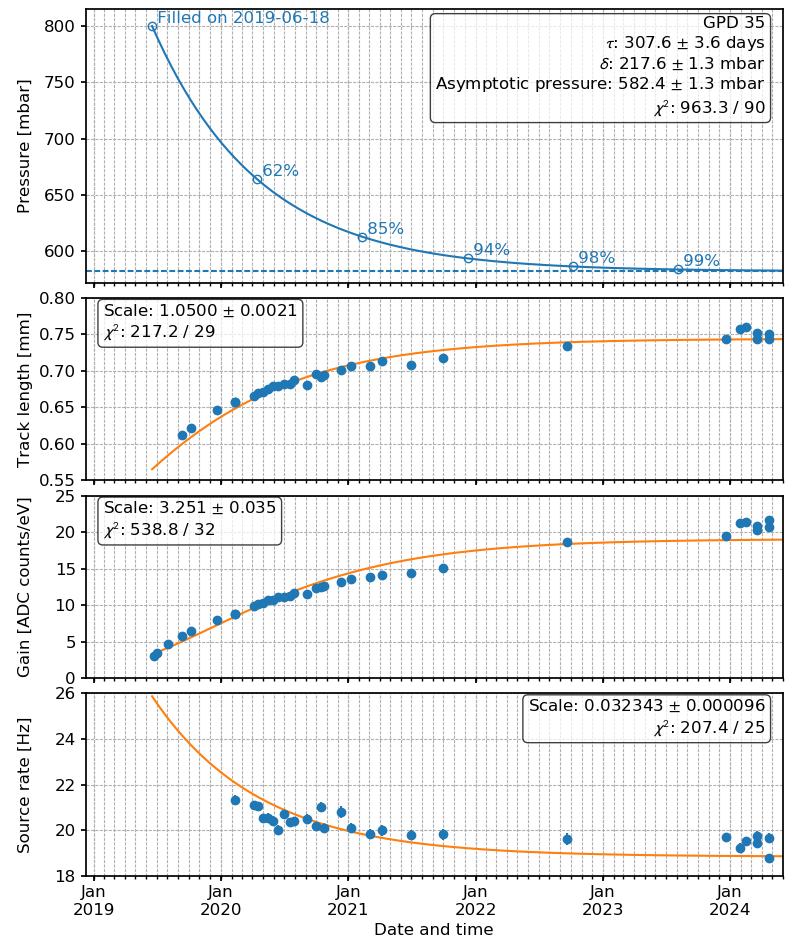 Filled on 2019-06-18
GPD 35
τ: 307.6 ± 3.6 days
δ: 217.6 ± 1.3 mbar
Asymptotic pressure: 582.4 ± 1.3 mbar
χ²: 963.3 / 90
800
750
700
650
600
Pressure [mbar]
62%
85%
94%
98%
99%
Scale: 1.0500 ± 0.0021
χ²: 217.2 / 29
0.80
0.75
0.70
0.65
0.60
0.55
Track length [mm]
Scale: 3.251 ± 0.035
χ²: 538.8 / 32
25
20
15
10
5
0
Gain [ADC counts/eV]
Scale: 0.032343 ± 0.000096
χ²: 207.4 / 25
26
24
22
20
18
Source rate [Hz]
Jan Jan Jan Jan Jan Jan
2019 2020 2021 2022 2023 2024
Date and time